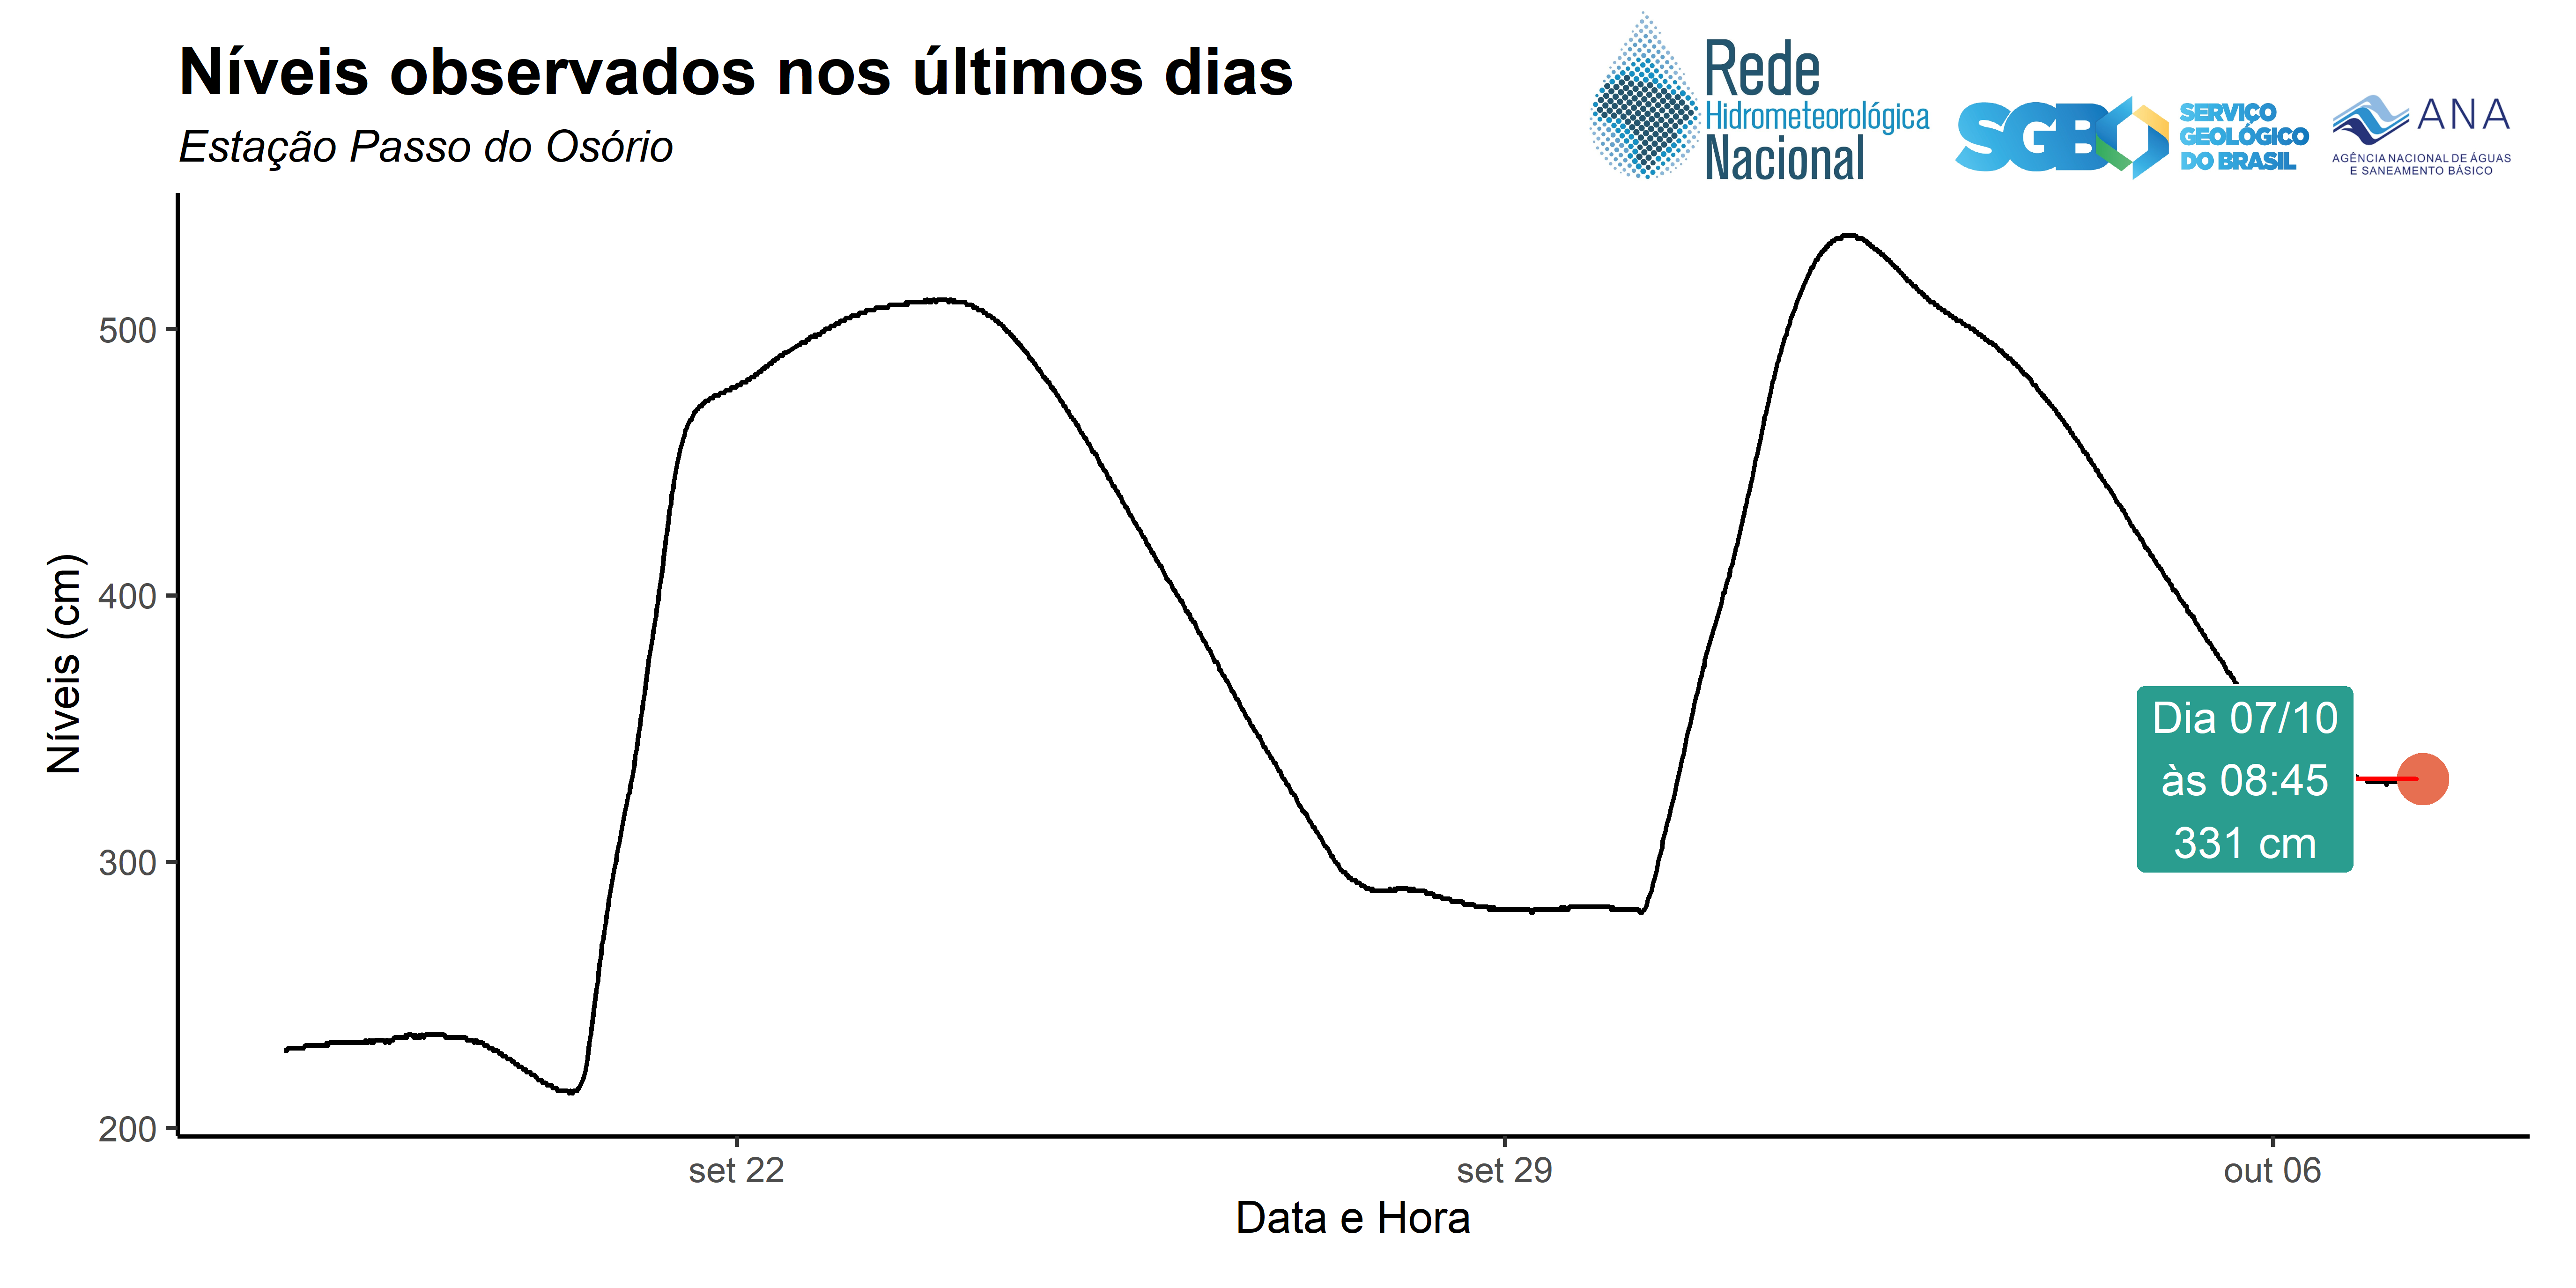 Níveis observados nos últimos dias
Estação Passo do Osório
Rede
Hidrometeorológica
Nacional
SGB
SERVIÇO
GEOLÓGICO
DO BRASIL
ANA
AGÊNCIA NACIONAL DE ÁGUAS
E SANEAMENTO BÁSICO
Níveis (cm)
500
400
300
200
Dia 07/10
às 08:45
331 cm
set 22
set 29
out 06
Data e Hora